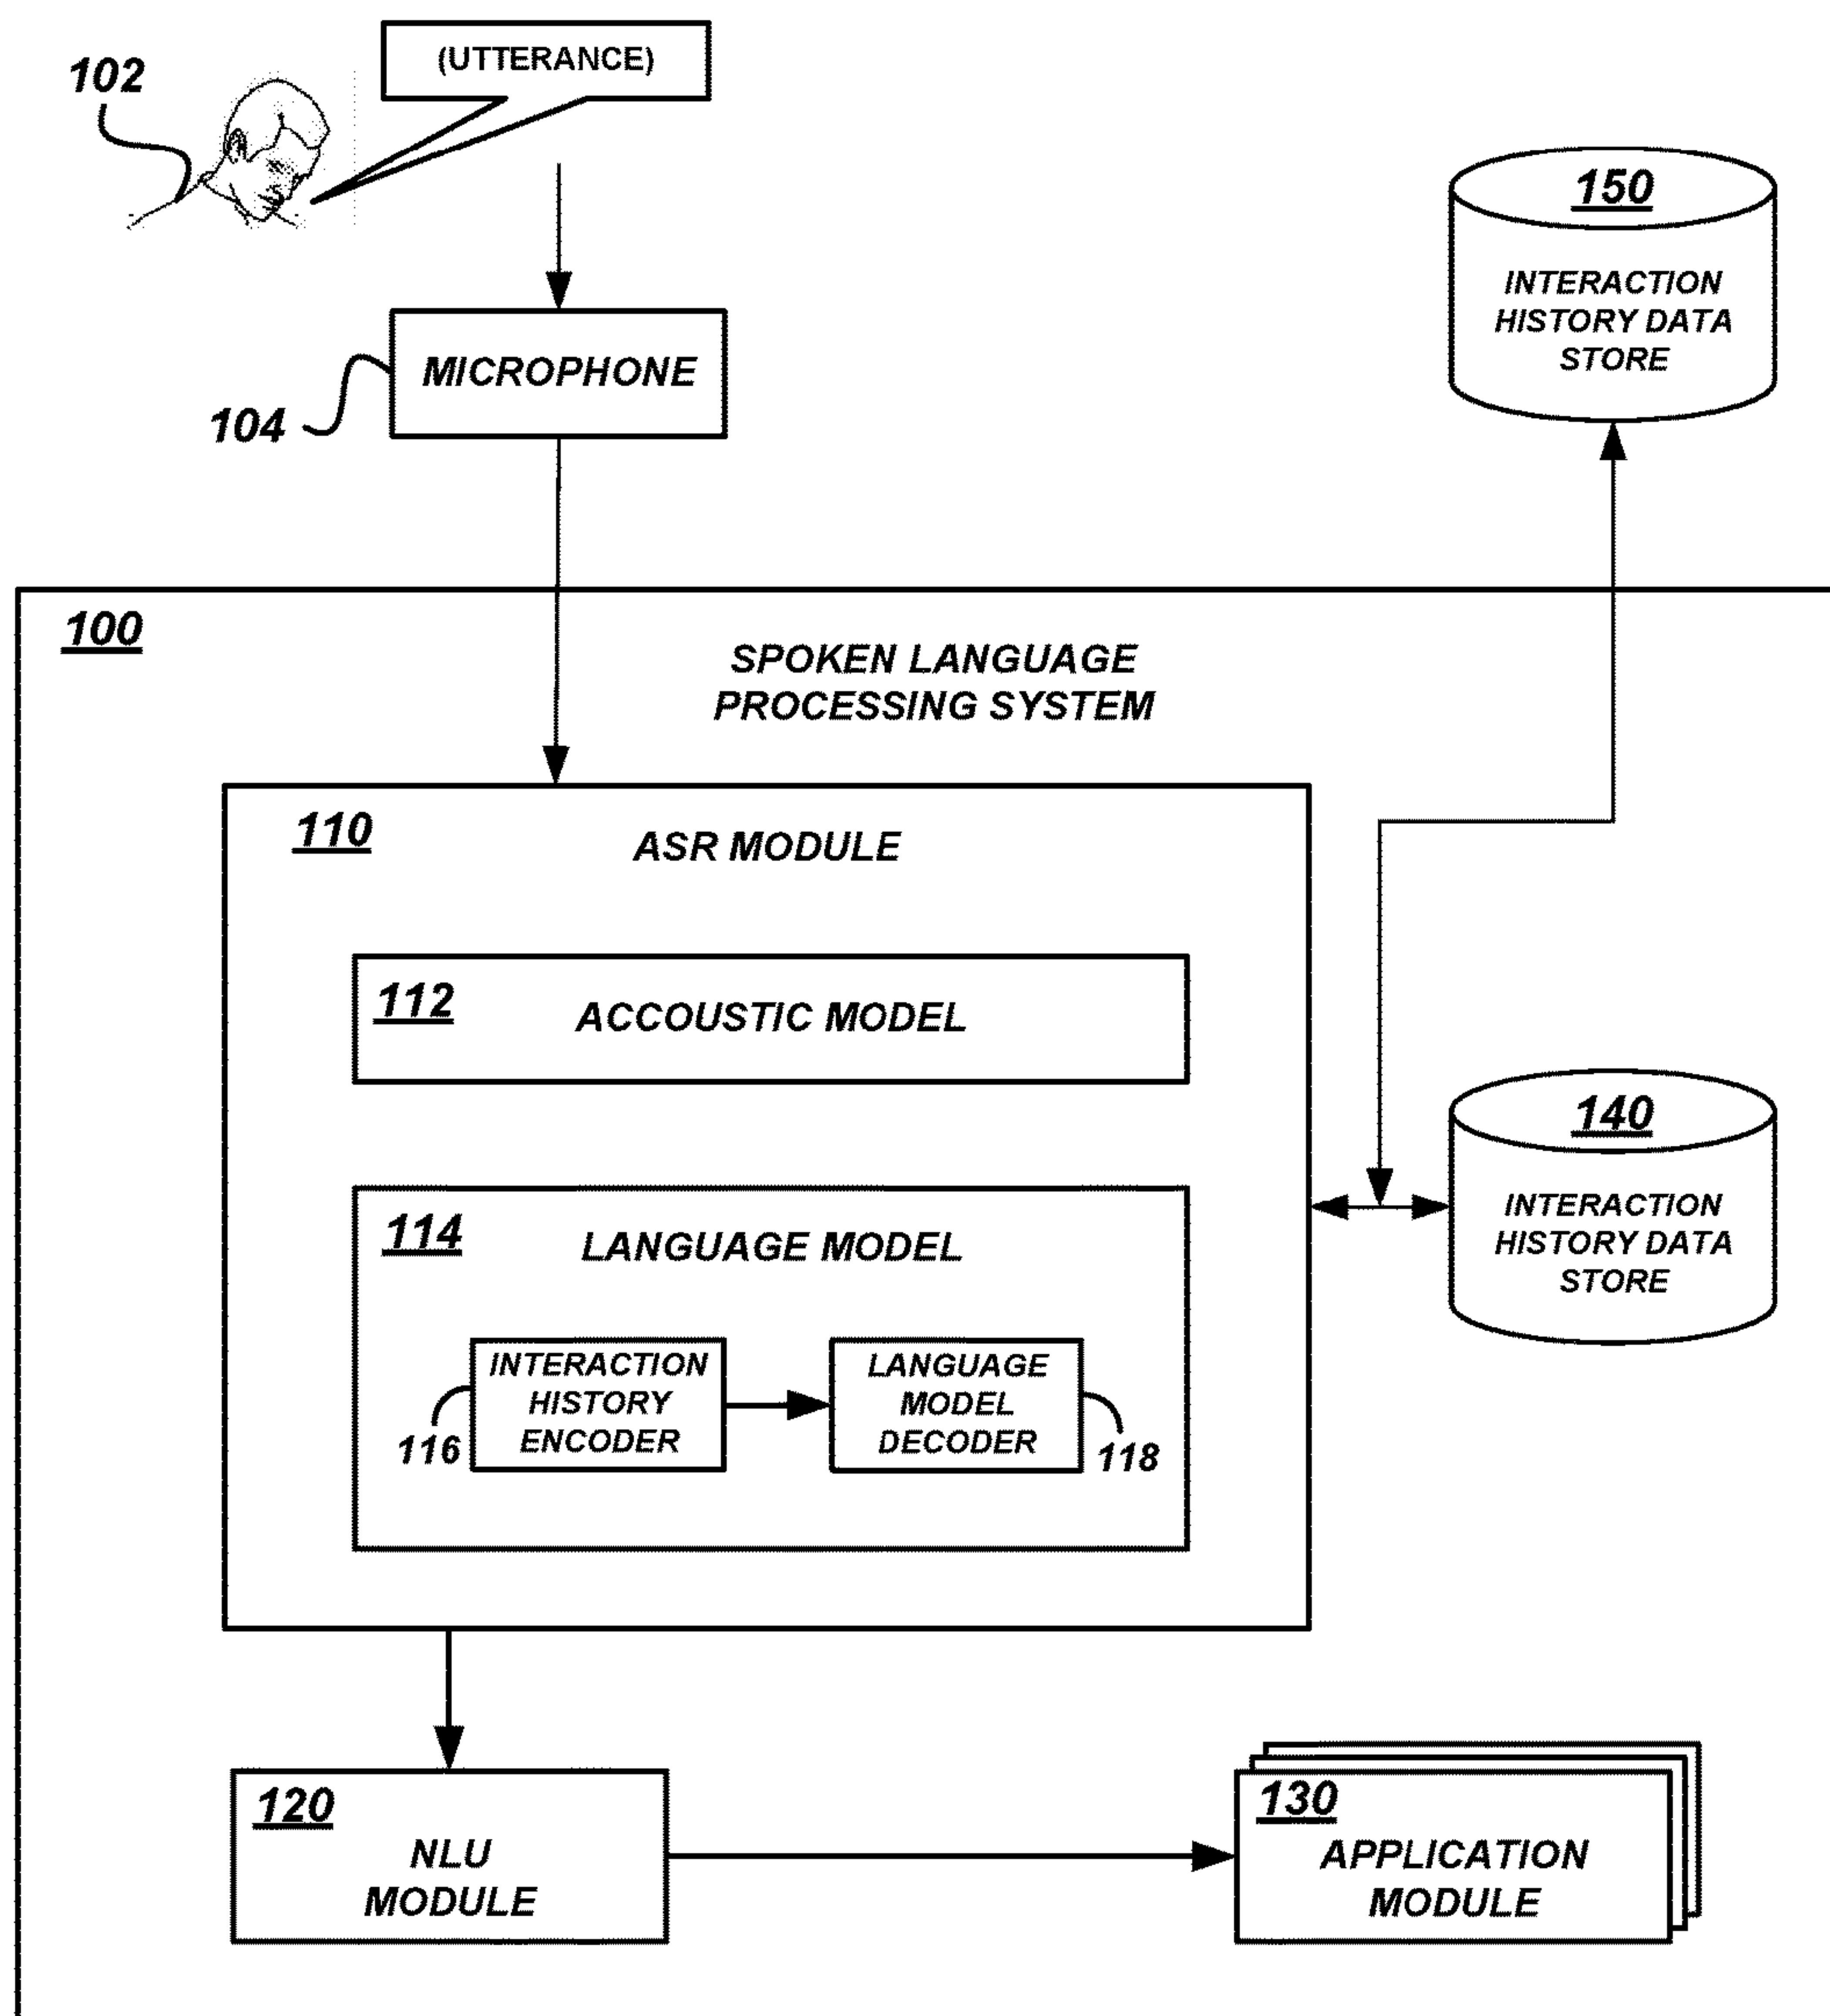 (UTTERANCE)
102
150
INTERACTION
HISTORY DATA
STORE
MICROPHONE
104
100
SPOKEN LANGUAGE
PROCESSING SYSTEM
110
ASR MODULE
112
ACCOUSTIC MODEL
140
INTERACTION
HISTORY DATA
STORE
114
LANGUAGE MODEL
INTERACTION
HISTORY
ENCODER
116
LANGUAGE
MODEL
DECODER
118
120
NLU
MODULE
130
APPLICATION
MODULE